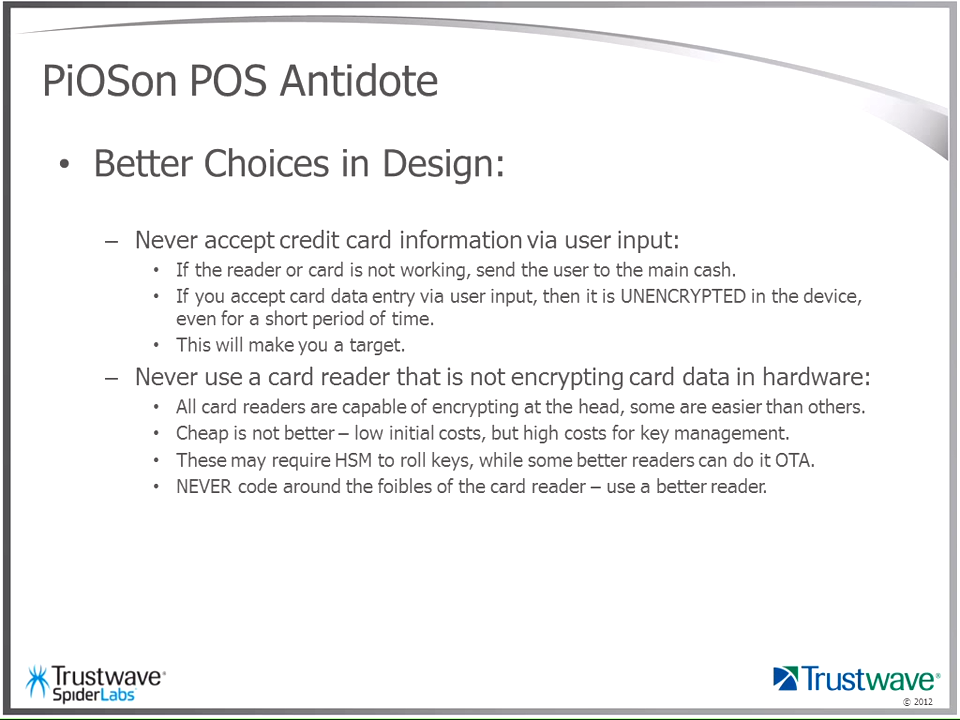 PiOSon POS Antidote
• Better Choices in Design:
– Never accept credit card information via user input:
• If the reader or card is not working, send the user to the main cash.
• If you accept card data entry via user input, then it is UNENCRYPTED in the device,
even for a short period of time.
• This will make you a target.
– Never use a card reader that is not encrypting card data in hardware:
• All card readers are capable of encrypting at the head, some are easier than others.
• Cheap is not better – low initial costs, but high costs for key management.
• These may require HSM to roll keys, while some better readers can do it OTA.
• NEVER code around the foibles of the card reader – use a better reader.
Trustwave®
SpiderLabs
Trustwave®
© 2012